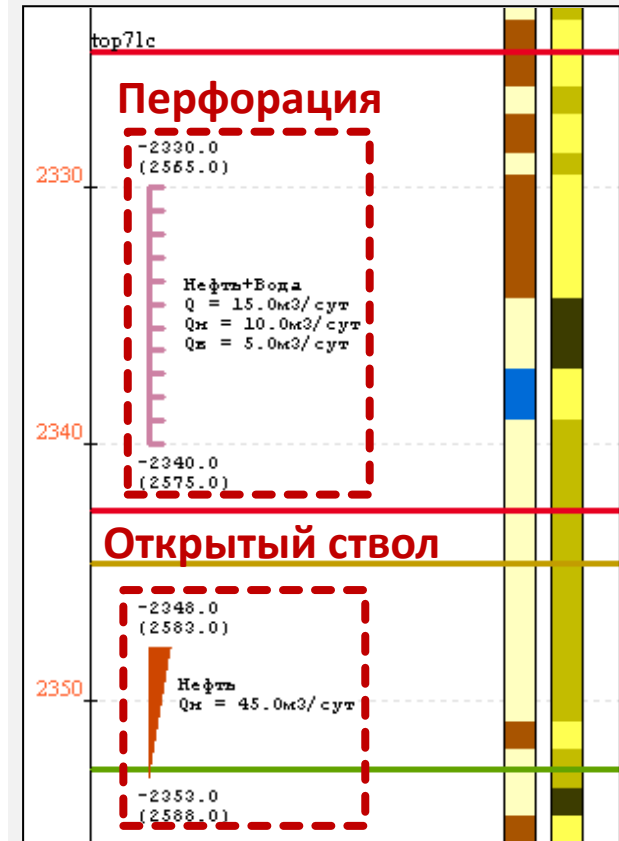 top7lc
Перфорация
-2330.0
(2565.0)
2330
Нефть+Вода
Q = 15.0м3/сут
Qн = 10.0м3/сут
Qв = 5.0м3/сут
2340
-2340.0
(2575.0)
Открытый ствол
-2348.0
(2583.0)
2350
Нефть
Qн = 45.0м3/сут
-2353.0
(2588.0)